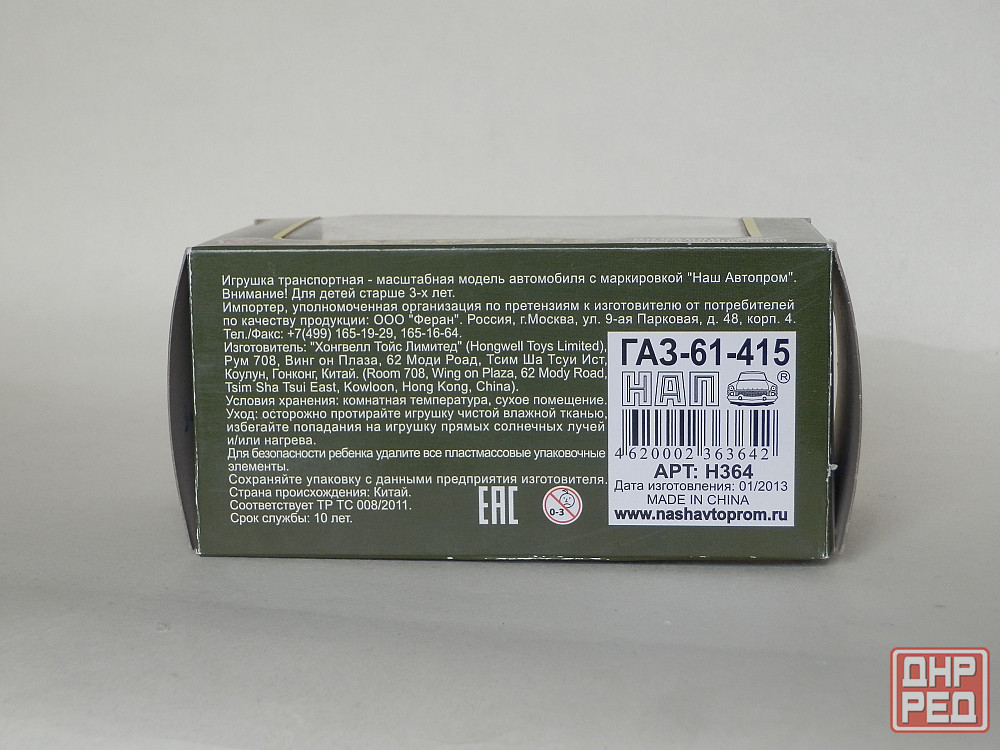 Игрушка транспортная - масштабная модель автомобиля с маркировкой "Наш Автопром".
Внимание! Для детей старше 3-х лет.
Импортер, уполномоченная организация по претензиям к изготовителю от потребителей
по качеству продукции: ООО "Феран". Россия, г.Москва, ул. 9-ая Парковая, д. 48, корп. 4.
Тел./Факс: +7(499) 165-19-29, 165-16-64.
Изготовитель: "Хонгвелл Тойс Лимитед" (Hongwell Toys Limited),
Рум 708, Винг он Плаза, 62 Моди Роад, Тсим Ша Тсуи Ист,
Коулун, Гонконг, Китай. (Room 708, Wing on Plaza, 62 Mody Road,
Tsim Sha Tsui East, Kowloon, Hong Kong, China).
Условия хранения: комнатная температура, сухое помещение.
Уход: осторожно протирайте игрушку чистой влажной тканью,
избегайте попадания на игрушку прямых солнечных лучей
и/или нагрева.
Для безопасности ребенка удалите все пластмассовые упаковочные
элементы.
Сохраняйте упаковку с данными предприятия изготовителя.
Страна происхождения: Китай.
Соответствует ТР ТС 008/2011.
Срок службы: 10 лет.
EAC
0-3
ГАЗ-61-415
НАП ®
4620002 363642
АРТ: H364
Дата изготовления: 01/2013
MADE IN CHINA
www.nashavtoprom.ru
ДНР
РЕД